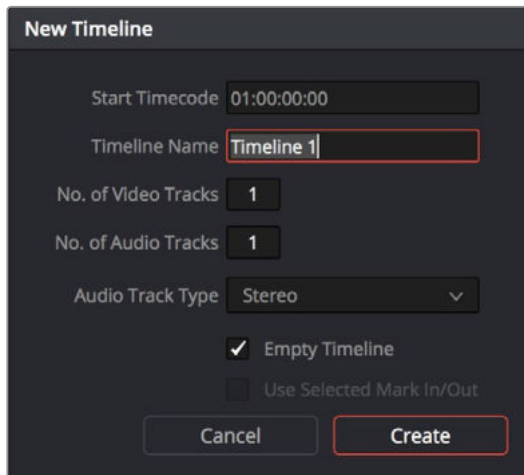 New Timeline
Start Timecode 01:00:00:00
Timeline Name Timeline 1
No. of Video Tracks 1
No. of Audio Tracks 1
Audio Track Type Stereo
Empty Timeline
Use Selected Mark In/Out
Cancel Create